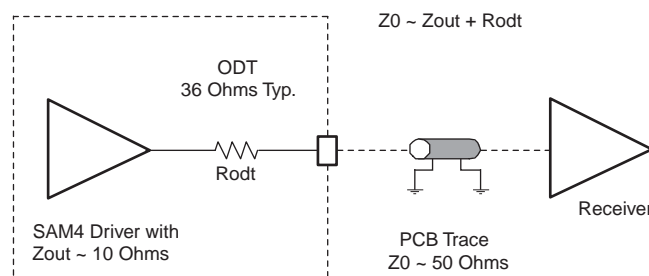 Z0 ~ Zout + Rodt
ODT
36 Ohms Typ.
Rodt
Receiver
SAM4 Driver with
Zout ~ 10 Ohms
PCB Trace
Z0 ~ 50 Ohms